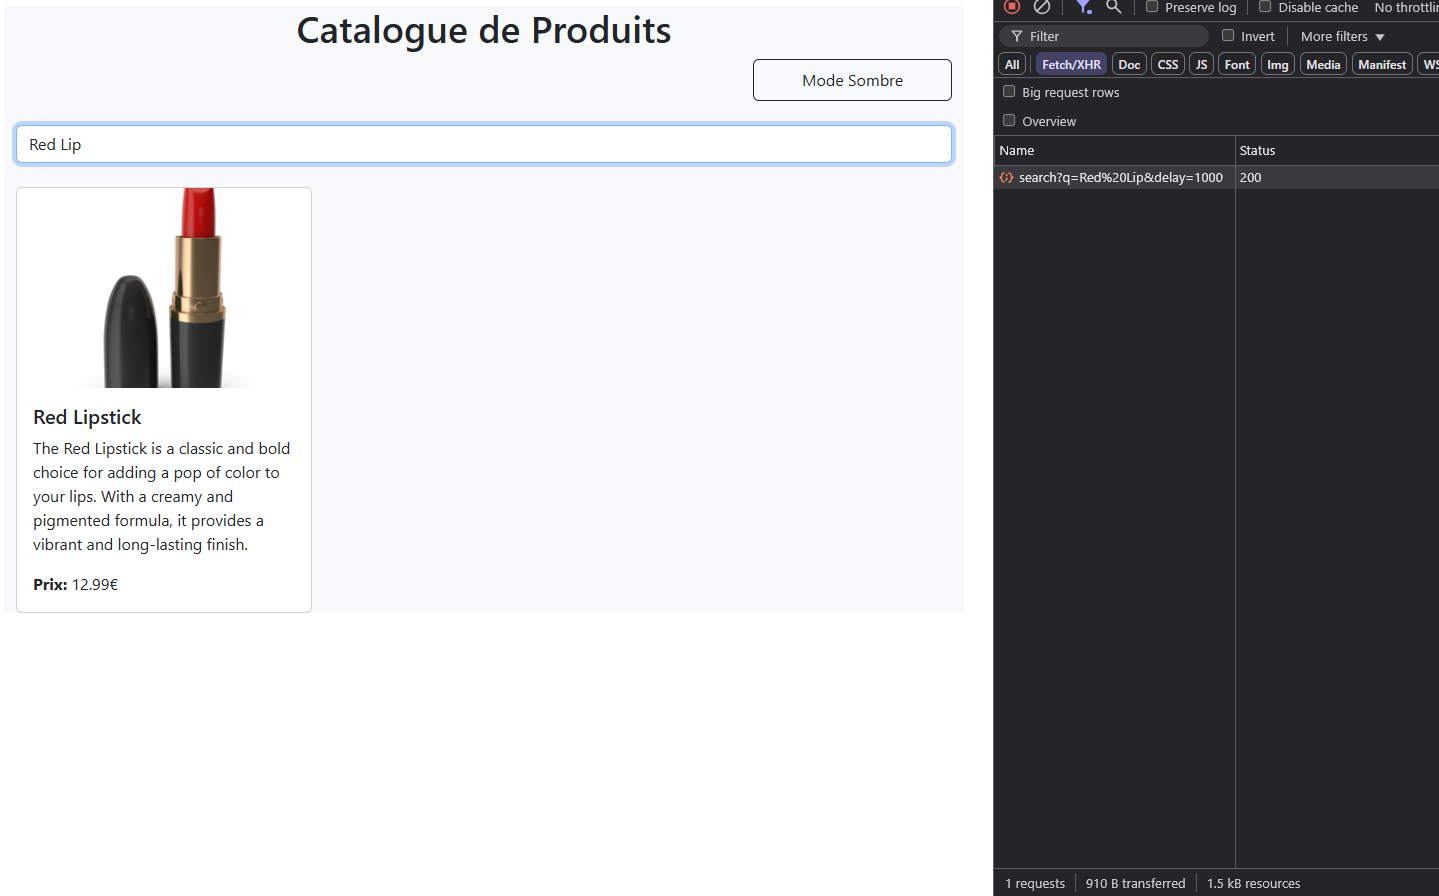 Catalogue de Produits
Mode Sombre
Red Lip
Red Lipstick
The Red Lipstick is a classic and bold
choice for adding a pop of color to
your lips. With a creamy and
pigmented formula, it provides a
vibrant and long-lasting finish.
Prix: 12.99€
Preserve log
Disable cache
No throttlin
Filter
Invert
More filters
All
Fetch/XHR
Doc
CSS
JS
Font
Img
Media
Manifest
WS
Big request rows
Overview
Name
Status
search?q=Red%20Lip&delay=1000
200
1 requests
910 B transferred
1.5 kB resources